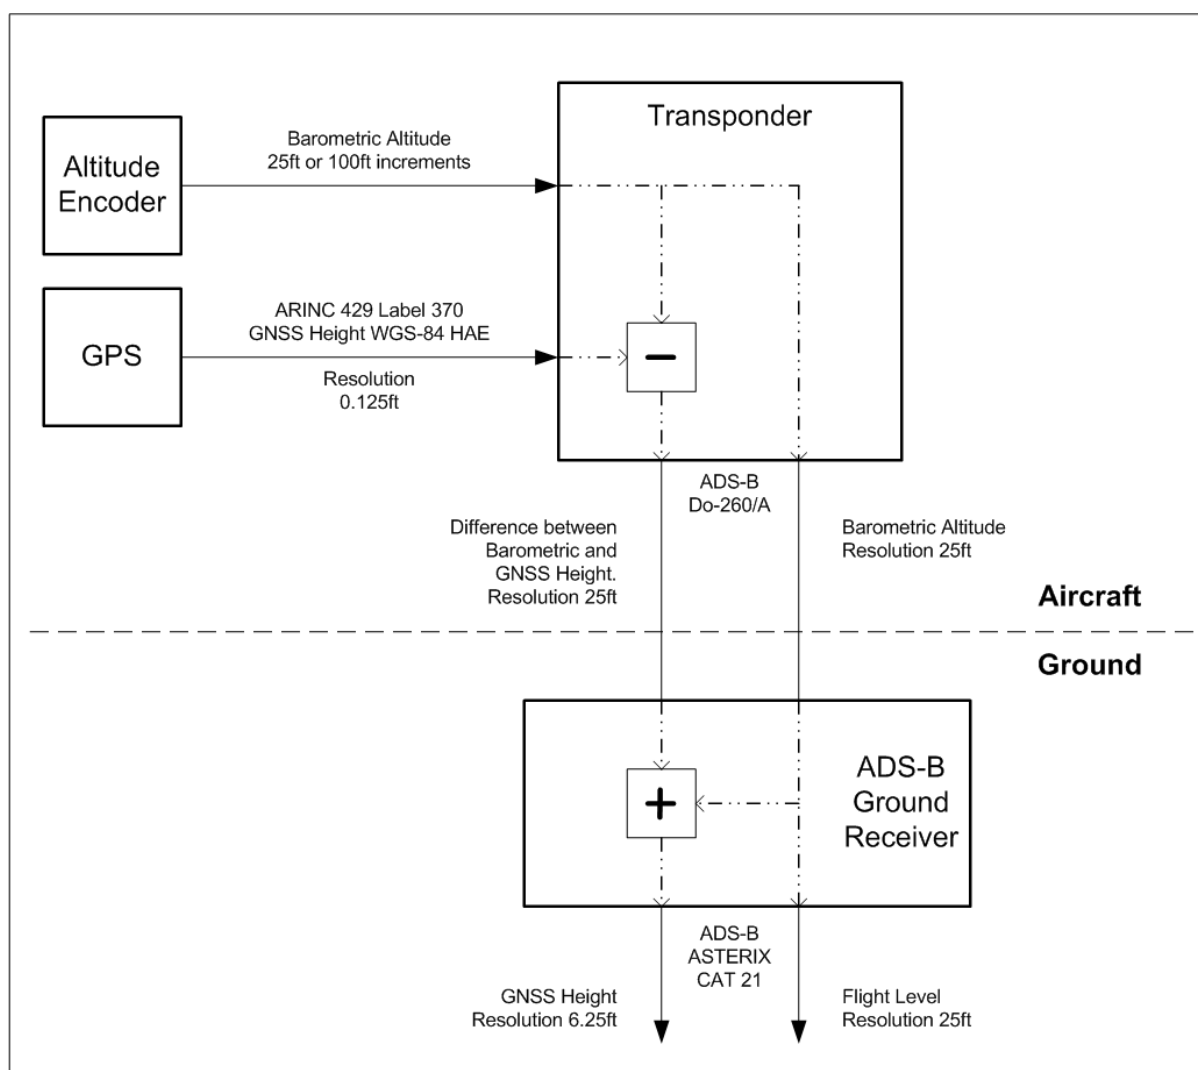 Transponder
Altitude
Encoder
Barometric Altitude
25ft or 100ft increments
GPS
ARINC 429 Label 370
GNSS Height WGS-84 HAE
Resolution
0.125ft
−
ADS-B
Do-260/A
Difference between
Barometric and
GNSS Height.
Resolution 25ft
Barometric Altitude
Resolution 25ft
Aircraft
Ground
+
ADS-B
Ground
Receiver
ADS-B
ASTERIX
CAT 21
GNSS Height
Resolution 6.25ft
Flight Level
Resolution 25ft